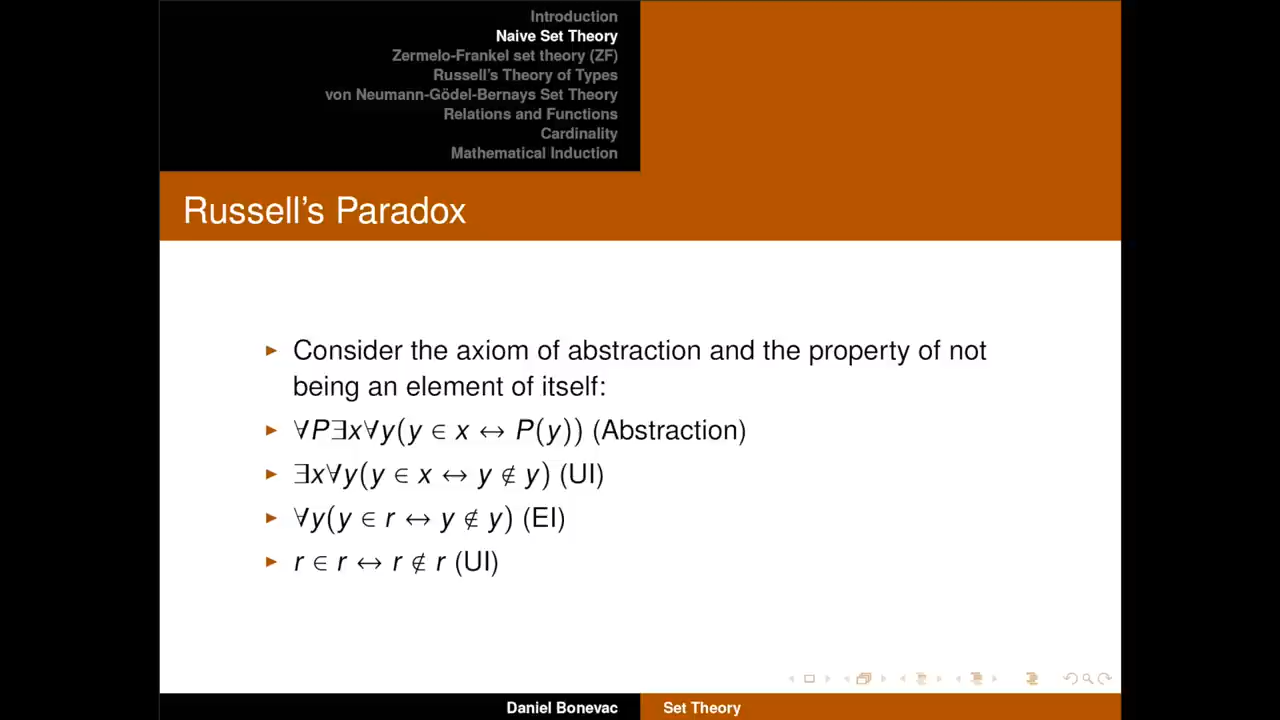 Introduction
Naive Set Theory
Zermelo-Frankel set theory (ZF)
Russell's Theory of Types
von Neumann-Gödel-Bernays Set Theory
Relations and Functions
Cardinality
Mathematical Induction
Russell's Paradox
Consider the axiom of abstraction and the property of not
being an element of itself:
∀P∃x∀y(y ∈ x ↔ P(y)) (Abstraction)
∃x∀y(y ∈ x ↔ y ∉ y) (UI)
∀y(y ∈ r ↔ y ∉ y) (EI)
r ∈ r ↔ r ∉ r (UI)
Daniel Bonevac
Set Theory